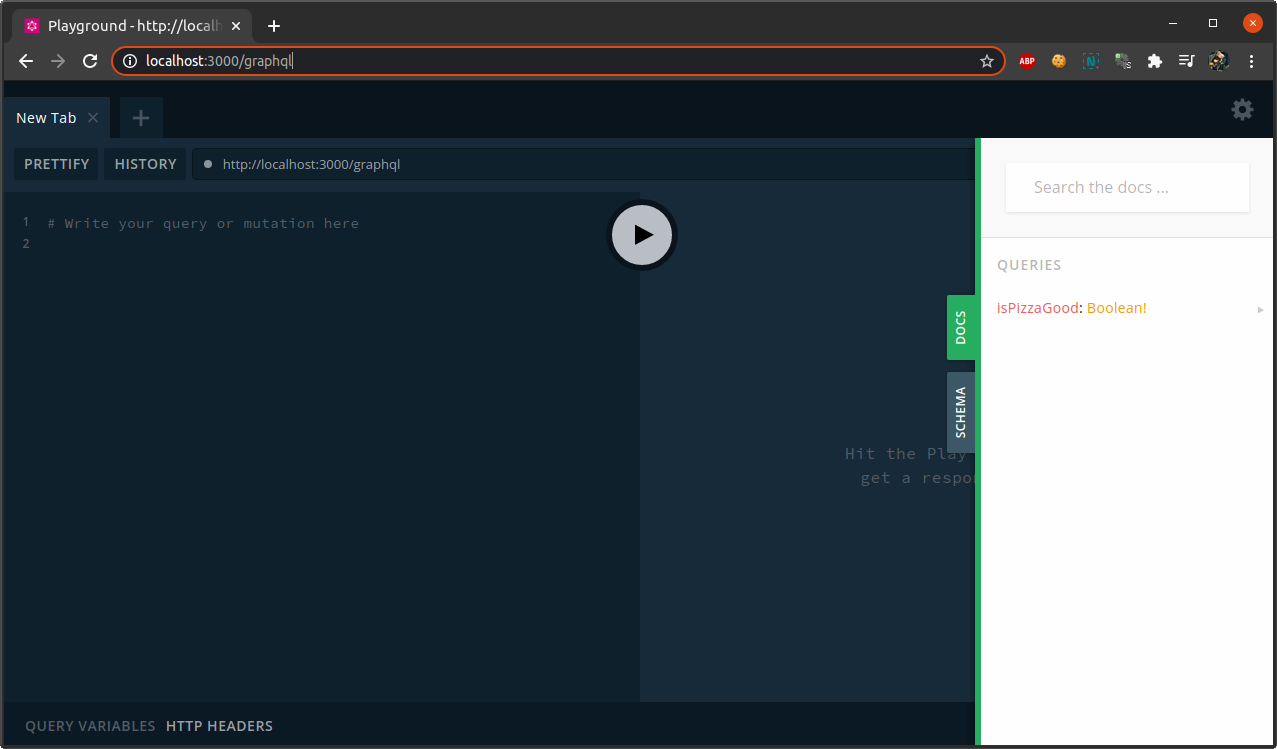 Playground - http://localh
localhost:3000/graphql
ABP
N
New Tab
PRETTIFY
HISTORY
http://localhost:3000/graphql
1 # Write your query or mutation here
2
Hit the Play
get a respon
DOCS
SCHEMA
Search the docs ...
QUERIES
isPizzaGood: Boolean!
QUERY VARIABLES
HTTP HEADERS